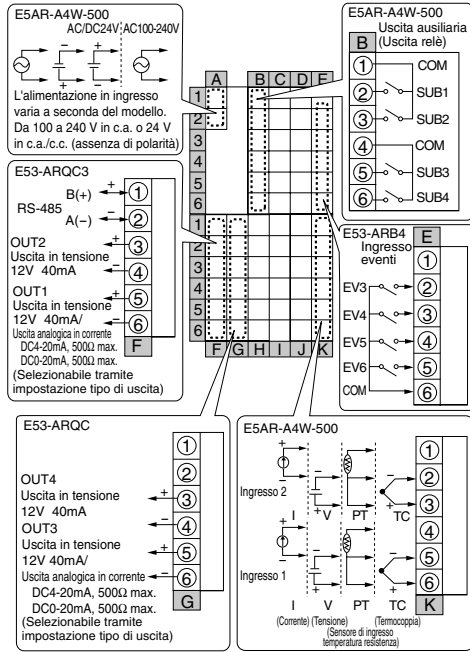 E5AR-A4W-500
AC/DC24V AC100-240V
L'alimentazione in ingresso
varia a seconda del modello.
Da 100 a 240 V in c.a. o 24 V
in c.a./c.c. (assenza di polarità)
A B C D E
1
2
3
4
5
6
1
2
3
4
5
6
F G H I J K
E5AR-A4W-500
Uscita ausiliaria
(Uscita relè)
B
1 COM
2 SUB1
3 SUB2
4 COM
5 SUB3
6 SUB4
E53-ARQC3
B(+) + 1
RS-485
A(−) − 2
OUT2 + 3
Uscita in tensione
12V 40mA − 4
OUT1 + 5
Uscita in tensione
12V 40mA/ − 6
Uscita analogica in corrente
DC4-20mA, 500Ω max.
DC0-20mA, 500Ω max.
(Selezionabile tramite
impostazione tipo di uscita)
F
E53-ARB4
Ingresso
eventi
E
1
EV3 2
EV4 3
EV5 4
EV6 5
COM 6
E53-ARQC
1
2
OUT4
Uscita in tensione + 3
12V 40mA
OUT3 − 4
Uscita in tensione + 5
12V 40mA/
Uscita analogica in corrente − 6
DC4-20mA, 500Ω max.
DC0-20mA, 500Ω max.
(Selezionabile tramite
impostazione tipo di uscita)
G
E5AR-A4W-500
1
2
3
4
5
6
K
Ingresso 2
I V PT TC
Ingresso 1
I V PT TC
(Corrente) (Tensione) (Termocoppia)
(Sensore di ingresso
temperatura resistenza)